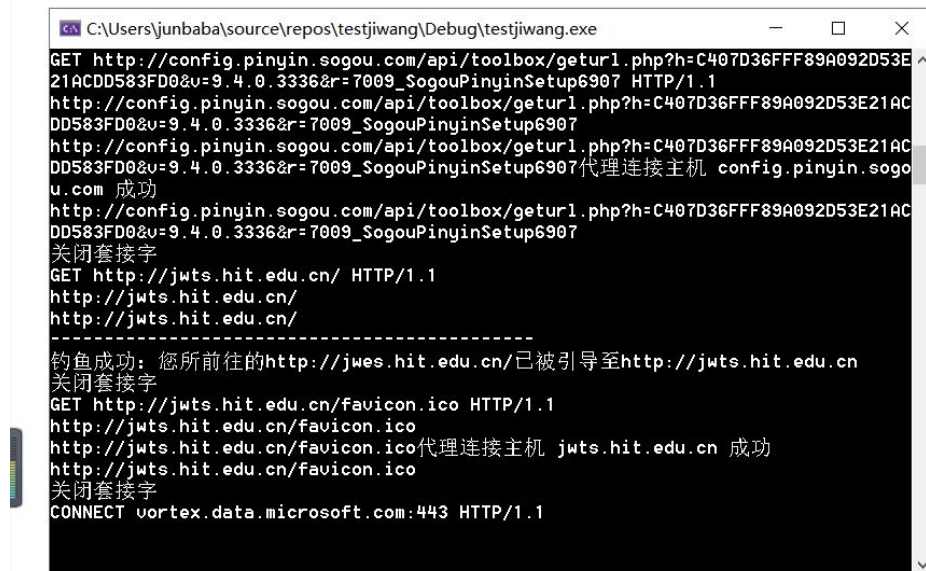 C:\Users\junbaba\source\repos\testjiwang\Debug\testjiwang.exe
GET http://config.pinyin.sogou.com/api/toolbox/geturl.php?h=C407D36FFF89A092D53E
21ACDD583FD0&v=9.4.0.3336&r=7009_SogouPinyinSetup6907 HTTP/1.1
http://config.pinyin.sogou.com/api/toolbox/geturl.php?h=C407D36FFF89A092D53E21AC
DD583FD0&v=9.4.0.3336&r=7009_SogouPinyinSetup6907
http://config.pinyin.sogou.com/api/toolbox/geturl.php?h=C407D36FFF89A092D53E21AC
DD583FD0&v=9.4.0.3336&r=7009_SogouPinyinSetup6907代理连接主机 config.pinyin.sogo
u.com 成功
http://config.pinyin.sogou.com/api/toolbox/geturl.php?h=C407D36FFF89A092D53E21AC
DD583FD0&v=9.4.0.3336&r=7009_SogouPinyinSetup6907
关闭套接字
GET http://jwts.hit.edu.cn/ HTTP/1.1
http://jwts.hit.edu.cn/
http://jwts.hit.edu.cn/
---------------------------------------------
钓鱼成功：您所前往的http://jwes.hit.edu.cn/已被引导至http://jwts.hit.edu.cn
关闭套接字
GET http://jwts.hit.edu.cn/favicon.ico HTTP/1.1
http://jwts.hit.edu.cn/favicon.ico
http://jwts.hit.edu.cn/favicon.ico代理连接主机 jwts.hit.edu.cn 成功
http://jwts.hit.edu.cn/favicon.ico
关闭套接字
CONNECT vortex.data.microsoft.com:443 HTTP/1.1